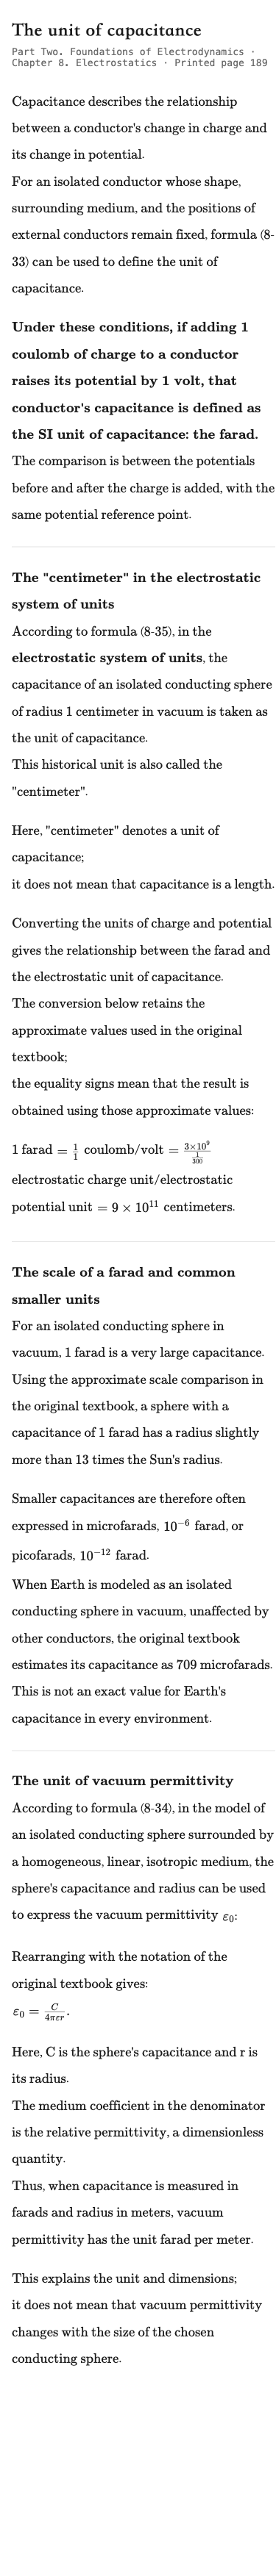 The unit of capacitance
Part Two. Foundations of Electrodynamics ·
Chapter 8. Electrostatics · Printed page 189
Capacitance describes the relationship
between a conductor's change in charge and
its change in potential.
For an isolated conductor whose shape,
surrounding medium, and the positions of
external conductors remain fixed, formula (8-
33) can be used to define the unit of
capacitance.
Under these conditions, if adding 1
coulomb of charge to a conductor
raises its potential by 1 volt, that
conductor's capacitance is defined as
the SI unit of capacitance: the farad.
The comparison is between the potentials
before and after the charge is added, with the
same potential reference point.
The "centimeter" in the electrostatic
system of units
According to formula (8-35), in the
electrostatic system of units, the
capacitance of an isolated conducting sphere
of radius 1 centimeter in vacuum is taken as
the unit of capacitance.
This historical unit is also called the
"centimeter".
Here, "centimeter" denotes a unit of
capacitance;
it does not mean that capacitance is a length.
Converting the units of charge and potential
gives the relationship between the farad and
the electrostatic unit of capacitance.
The conversion below retains the
approximate values used in the original
textbook;
the equality signs mean that the result is
obtained using those approximate values:
1 farad = \frac{1}{1} coulomb/volt = \frac{3×10^9}{\frac{1}{300}}
electrostatic charge unit/electrostatic
potential unit = 9 × 10^{11} centimeters.
The scale of a farad and common
smaller units
For an isolated conducting sphere in
vacuum, 1 farad is a very large capacitance.
Using the approximate scale comparison in
the original textbook, a sphere with a
capacitance of 1 farad has a radius slightly
more than 13 times the Sun's radius.
Smaller capacitances are therefore often
expressed in microfarads, 10^{-6} farad, or
picofarads, 10^{-12} farad.
When Earth is modeled as an isolated
conducting sphere in vacuum, unaffected by
other conductors, the original textbook
estimates its capacitance as 709 microfarads.
This is not an exact value for Earth's
capacitance in every environment.
The unit of vacuum permittivity
According to formula (8-34), in the model of
an isolated conducting sphere surrounded by
a homogeneous, linear, isotropic medium, the
sphere's capacitance and radius can be used
to express the vacuum permittivity ε₀:
Rearranging with the notation of the
original textbook gives:
ε₀ = \frac{C}{4πεr}.
Here, C is the sphere's capacitance and r is
its radius.
The medium coefficient in the denominator
is the relative permittivity, a dimensionless
quantity.
Thus, when capacitance is measured in
farads and radius in meters, vacuum
permittivity has the unit farad per meter.
This explains the unit and dimensions;
it does not mean that vacuum permittivity
changes with the size of the chosen
conducting sphere.